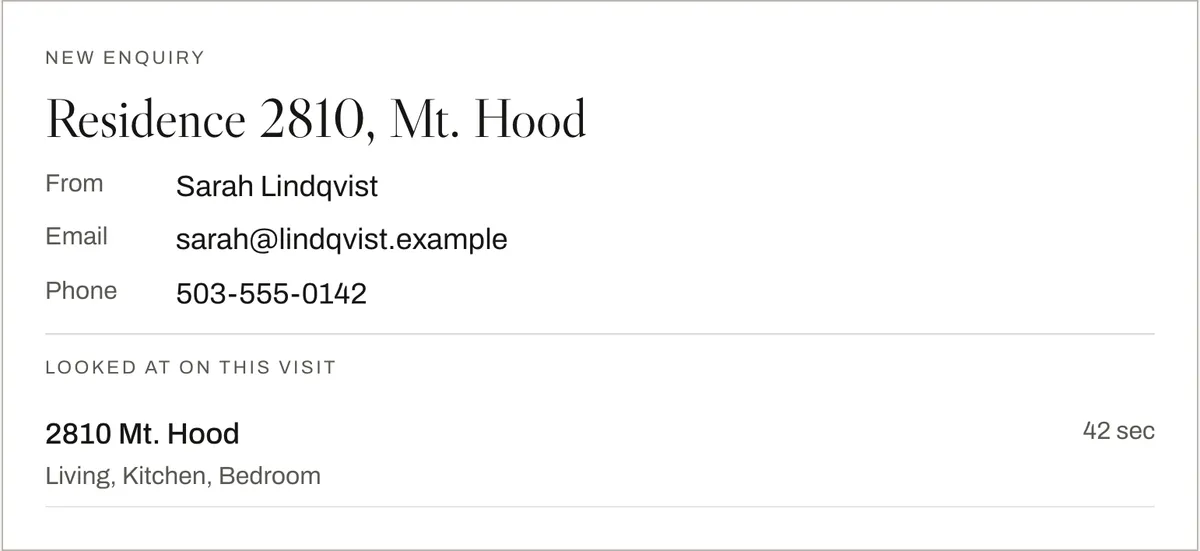 NEW ENQUIRY
Residence 2810, Mt. Hood
From Sarah Lindqvist
Email sarah@lindqvist.example
Phone 503-555-0142
LOOKED AT ON THIS VISIT
2810 Mt. Hood 42 sec
Living, Kitchen, Bedroom